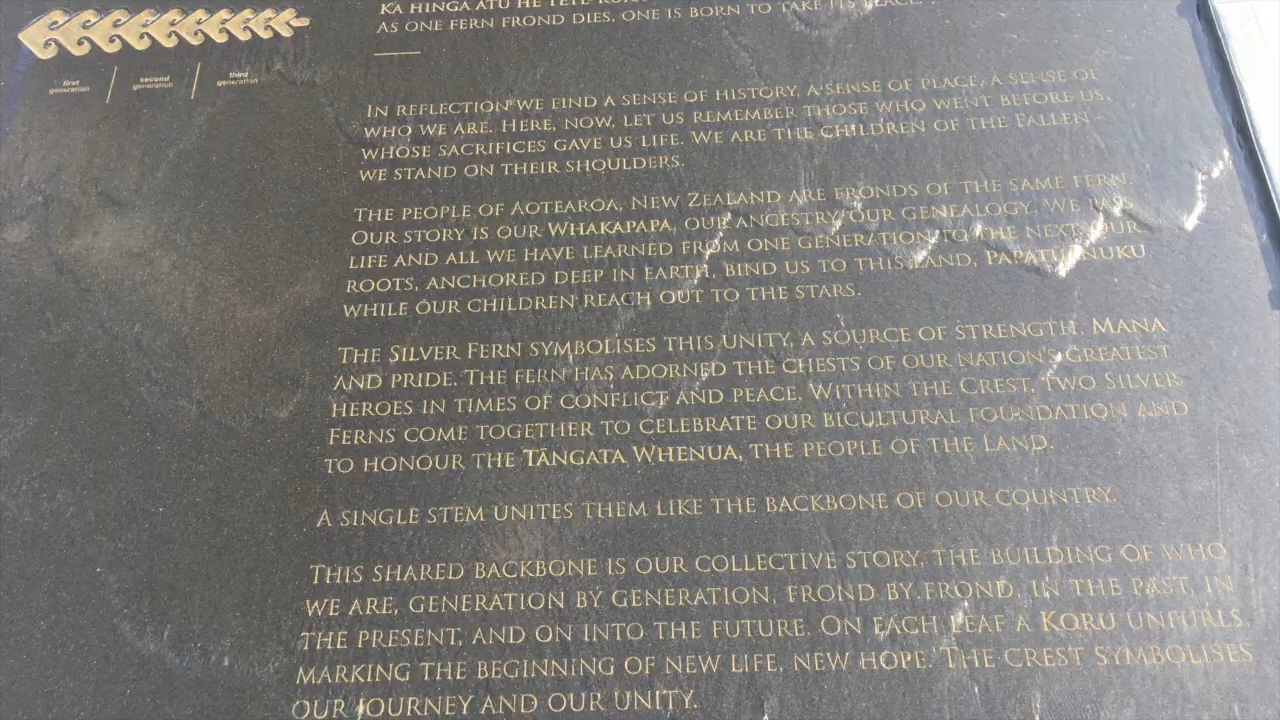 KA HINGA ATU HE TETE-KO
AS ONE FERN FROND DIES, ONE IS BORN TO TAKE ITS PLACE.
first generation
second generation
third generation
IN REFLECTION WE FIND A SENSE OF HISTORY, A SENSE OF PLACE, A SENSE OF
WHO WE ARE. HERE, NOW, LET US REMEMBER THOSE WHO WENT BEFORE US,
WHOSE SACRIFICES GAVE US LIFE. WE ARE THE CHILDREN OF THE FALLEN -
WE STAND ON THEIR SHOULDERS.
THE PEOPLE OF AOTEAROA, NEW ZEALAND ARE FRONDS OF THE SAME FERN.
OUR STORY IS OUR WHAKAPAPA, OUR ANCESTRY, OUR GENEALOGY. WE PASS
LIFE AND ALL WE HAVE LEARNED FROM ONE GENERATION TO THE NEXT. OUR
ROOTS, ANCHORED DEEP IN EARTH, BIND US TO THIS LAND, PAPATUANUKU
WHILE OUR CHILDREN REACH OUT TO THE STARS.
THE SILVER FERN SYMBOLISES THIS UNITY, A SOURCE OF STRENGTH, MANA
AND PRIDE. THE FERN HAS ADORNED THE CHESTS OF OUR NATION'S GREATEST
HEROES IN TIMES OF CONFLICT AND PEACE. WITHIN THE CREST, TWO SILVER
FERNS COME TOGETHER TO CELEBRATE OUR BICULTURAL FOUNDATION AND
TO HONOUR THE TĀNGATA WHENUA, THE PEOPLE OF THE LAND.
A SINGLE STEM UNITES THEM LIKE THE BACKBONE OF OUR COUNTRY.
THIS SHARED BACKBONE IS OUR COLLECTIVE STORY, THE BUILDING OF WHO
WE ARE, GENERATION BY GENERATION, FROND BY FROND, IN THE PAST, IN
THE PRESENT, AND ON INTO THE FUTURE. ON EACH LEAF A KORU UNFURLS,
MARKING THE BEGINNING OF NEW LIFE, NEW HOPE. THE CREST SYMBOLISES
OUR JOURNEY AND OUR UNITY.